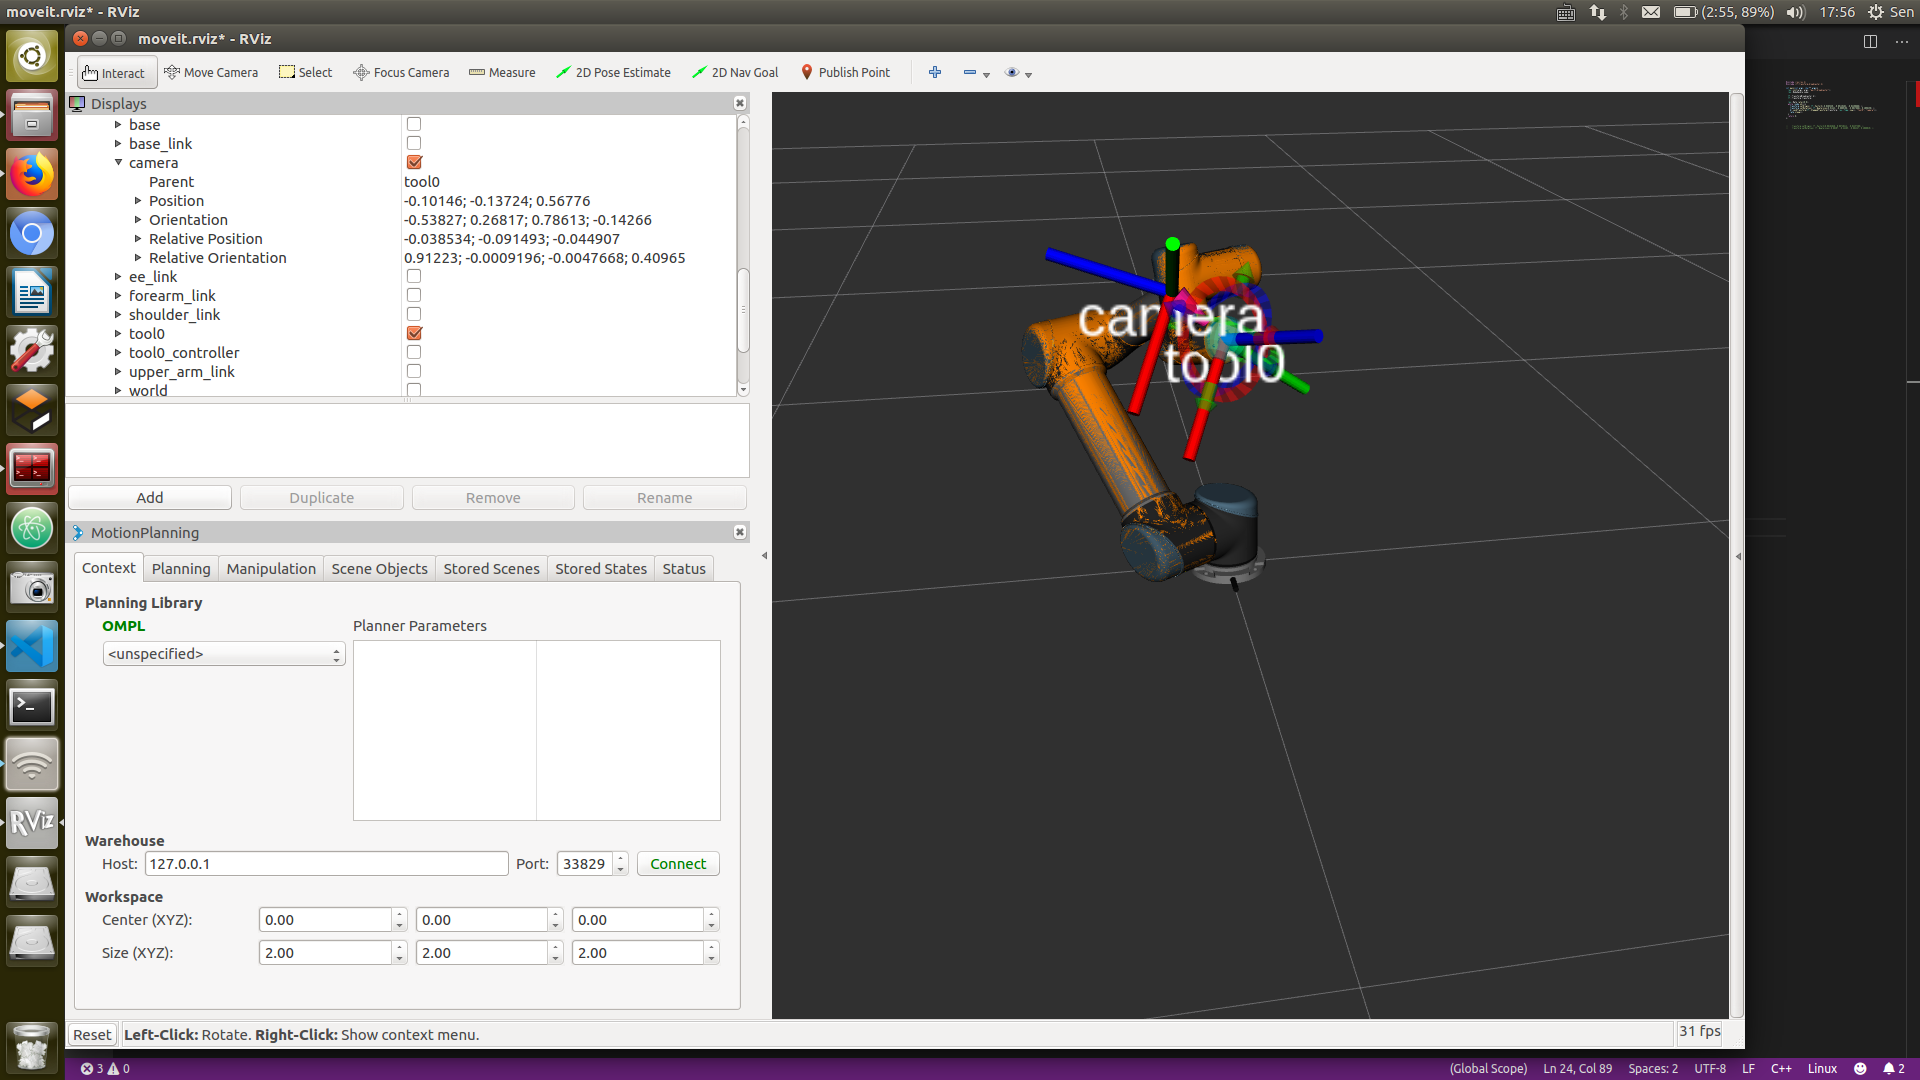 moveit.rviz* - RViz
(2:55, 89%) 17:56 Sen
moveit.rviz* - RViz
Interact Move Camera Select Focus Camera Measure 2D Pose Estimate 2D Nav Goal Publish Point
Displays
base
base_link
camera
Parent tool0
Position -0.10146; -0.13724; 0.56776
Orientation -0.53827; 0.26817; 0.78613; -0.14266
Relative Position -0.038534; -0.091493; -0.044907
Relative Orientation 0.91223; -0.0009196; -0.0047668; 0.40965
ee_link
forearm_link
shoulder_link
tool0
tool0_controller
upper_arm_link
world
Add Duplicate Remove Rename
camera
tool0
MotionPlanning
Context Planning Manipulation Scene Objects Stored Scenes Stored States Status
Planning Library
OMPL Planner Parameters
<unspecified>
Warehouse
Host: 127.0.0.1 Port: 33829 Connect
Workspace
Center (XYZ): 0.00 0.00 0.00
Size (XYZ): 2.00 2.00 2.00
RViz
Reset Left-Click: Rotate. Right-Click: Show context menu. 31 fps
3 0 (Global Scope) Ln 24, Col 89 Spaces: 2 UTF-8 LF C++ Linux 2